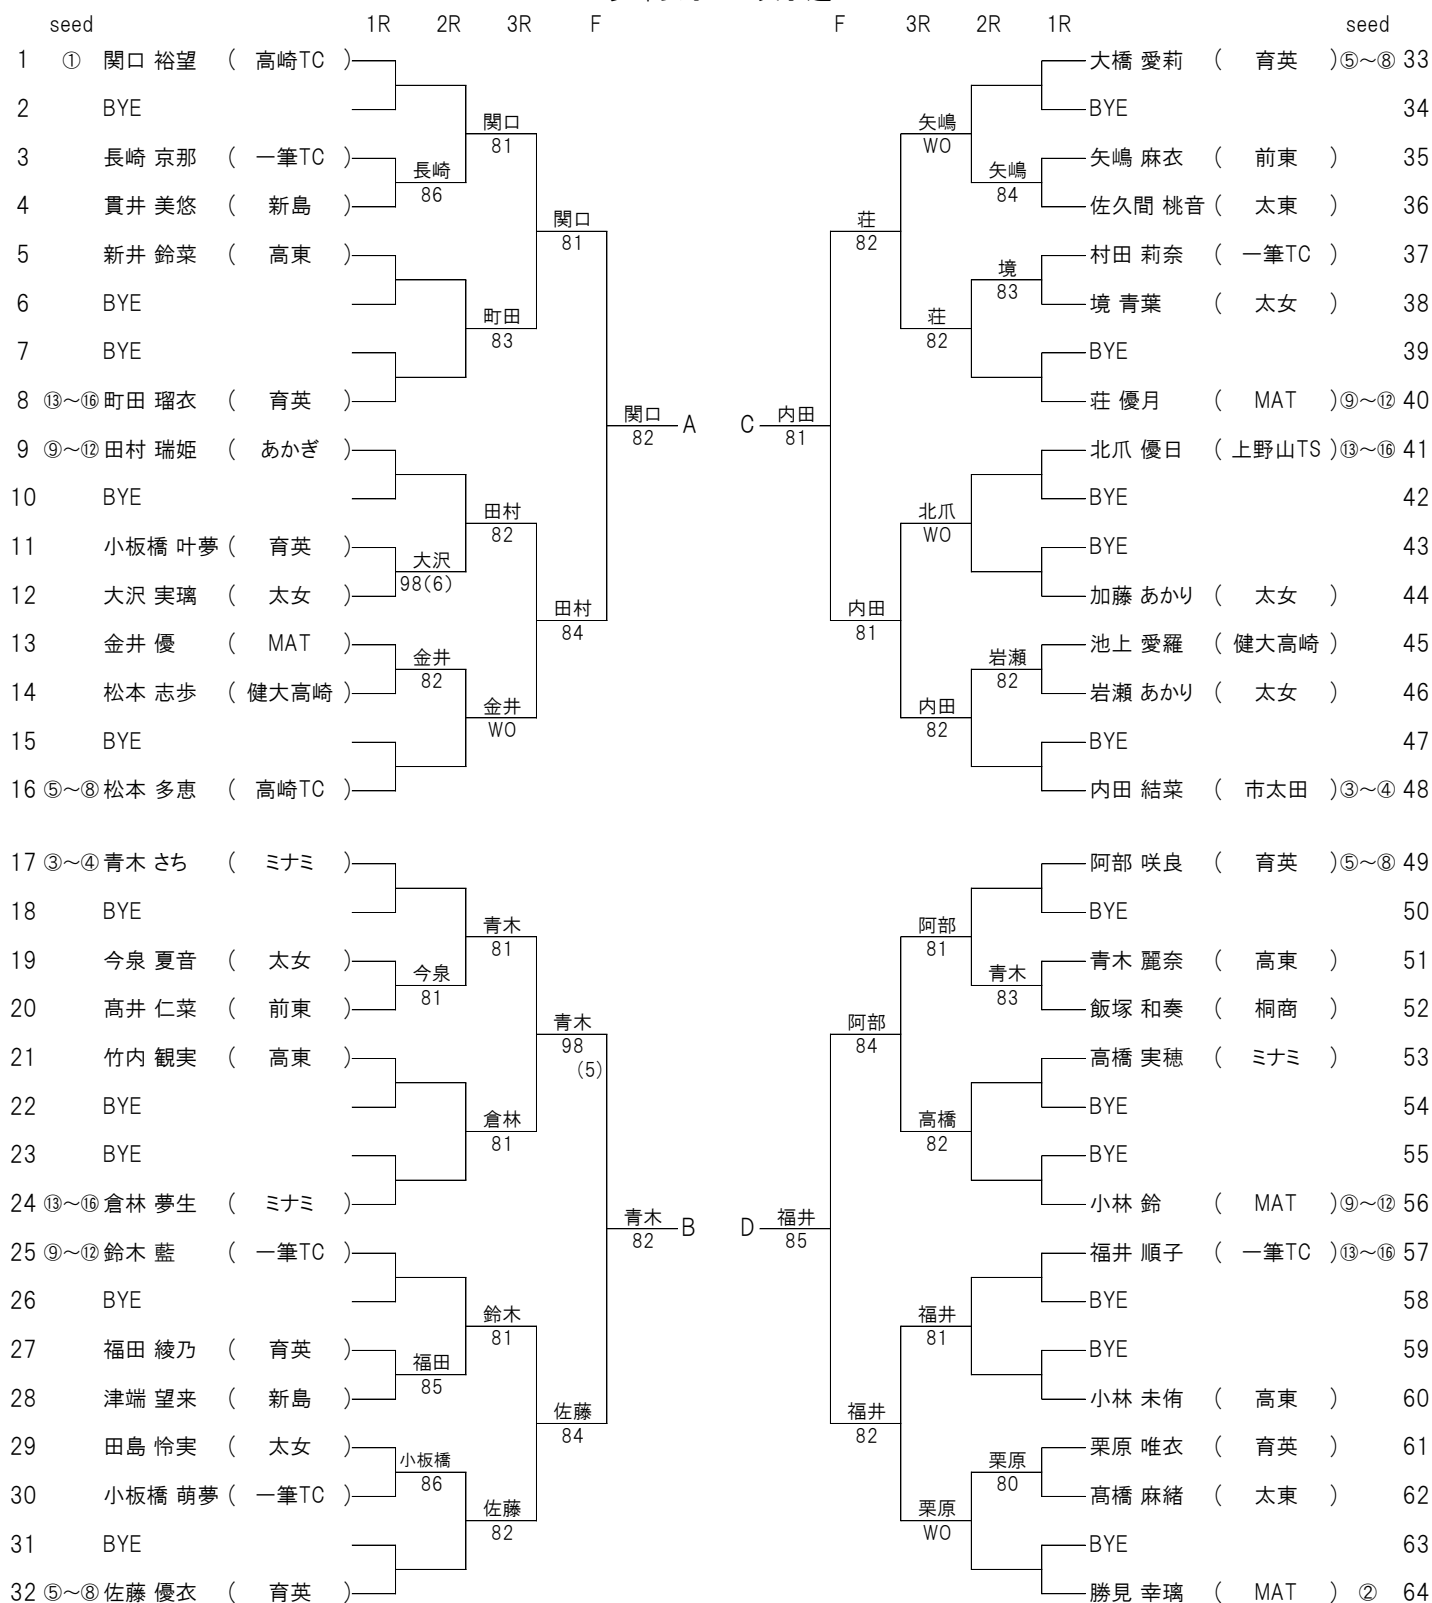 seed 1R 2R 3R F F 3R 2R 1R seed
1 ① 関口 裕望 ( 高崎TC ) 大橋 愛莉 ( 育英 )⑤～⑧ 33
2 BYE BYE 34
関口 矢嶋
81 WO
3 長崎 京那 ( 一筆TC ) 矢嶋 麻衣 ( 前東 ) 35
長崎 矢嶋
86 84
4 貫井 美悠 ( 新島 ) 佐久間 桃音 ( 太東 ) 36
関口 荘
81 82
5 新井 鈴菜 ( 高東 ) 村田 莉奈 ( 一筆TC ) 37
境
83
6 BYE 境 青葉 ( 太女 ) 38
町田 荘
83 82
7 BYE BYE 39
8 ⑬～⑯ 町田 瑠衣 ( 育英 ) 荘 優月 ( MAT )⑨～⑫ 40
関口 A C 内田
82 81
9 ⑨～⑫ 田村 瑞姫 ( あかぎ ) 北爪 優日 ( 上野山TS )⑬～⑯ 41
10 BYE BYE 42
田村 北爪
82 WO
11 小板橋 叶夢 ( 育英 ) BYE 43
大沢
98(6)
12 大沢 実璃 ( 太女 ) 加藤 あかり ( 太女 ) 44
田村 内田
84 81
13 金井 優 ( MAT ) 池上 愛羅 ( 健大高崎 ) 45
金井 岩瀬
82 82
14 松本 志歩 ( 健大高崎 ) 岩瀬 あかり ( 太女 ) 46
金井 内田
WO 82
15 BYE BYE 47
16 ⑤～⑧ 松本 多恵 ( 高崎TC ) 内田 結菜 ( 市太田 )③～④ 48
17 ③～④ 青木 さち ( ミナミ ) 阿部 咲良 ( 育英 )⑤～⑧ 49
18 BYE BYE 50
青木 阿部
81 81
19 今泉 夏音 ( 太女 ) 青木 麗奈 ( 高東 ) 51
今泉 青木
81 83
20 髙井 仁菜 ( 前東 ) 飯塚 和奏 ( 桐商 ) 52
青木 阿部
98 84
(5)
21 竹内 観実 ( 高東 ) 高橋 実穂 ( ミナミ ) 53
22 BYE BYE 54
倉林 高橋
81 82
23 BYE BYE 55
24 ⑬～⑯ 倉林 夢生 ( ミナミ ) 小林 鈴 ( MAT )⑨～⑫ 56
青木 B D 福井
82 85
25 ⑨～⑫ 鈴木 藍 ( 一筆TC ) 福井 順子 ( 一筆TC )⑬～⑯ 57
26 BYE BYE 58
鈴木 福井
81 81
27 福田 綾乃 ( 育英 ) BYE 59
福田
85
28 津端 望来 ( 新島 ) 小林 未侑 ( 高東 ) 60
佐藤 福井
84 82
29 田島 怜実 ( 太女 ) 栗原 唯衣 ( 育英 ) 61
小板橋 栗原
86 80
30 小板橋 萌夢 ( 一筆TC ) 髙橋 麻緒 ( 太東 ) 62
佐藤 栗原
82 WO
31 BYE BYE 63
32 ⑤～⑧ 佐藤 優衣 ( 育英 ) 勝見 幸璃 ( MAT ) ② 64